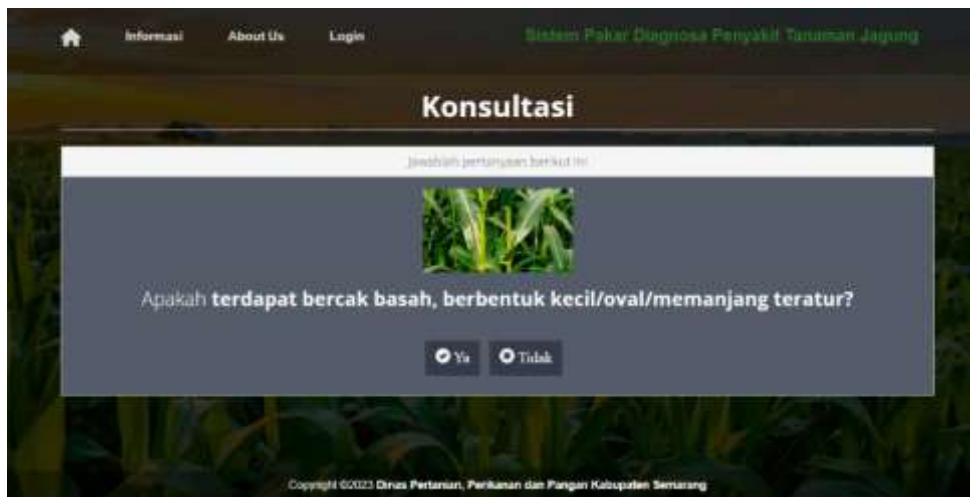 Informasi About Us Login Sistem Pakar Diagnosa Penyakit Tanaman Jagung
Konsultasi
Jawablah pertanyaan berikut ini
Apakah terdapat bercak basah, berbentuk kecil/oval/memanjang teratur?
Ya Tidak
Copyright ©2023 Dinas Pertanian, Perikanan dan Pangan Kabupaten Semarang